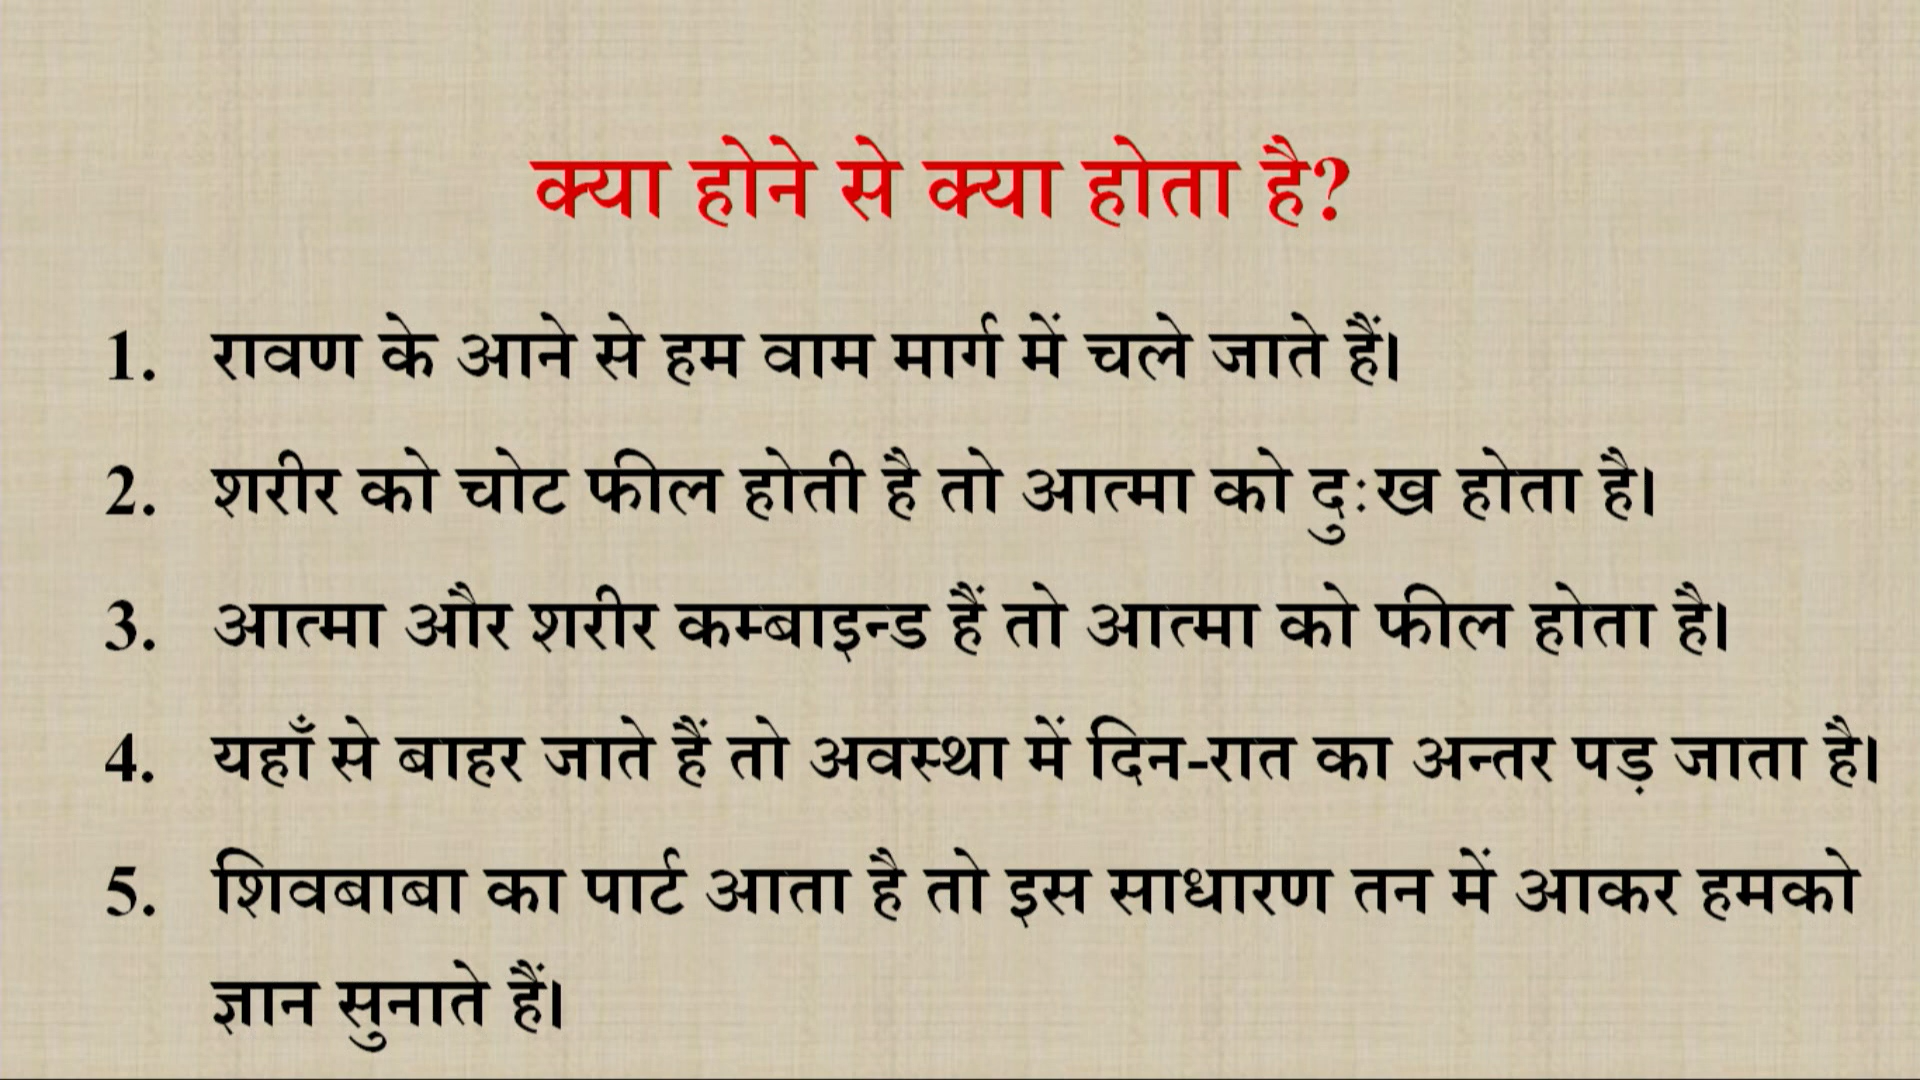 क्या होने से क्या होता है?
1. रावण के आने से हम वाम मार्ग में चले जाते हैं।
2. शरीर को चोट फील होती है तो आत्मा को दुःख होता है।
3. आत्मा और शरीर कम्बाइन्ड हैं तो आत्मा को फील होता है।
4. यहाँ से बाहर जाते हैं तो अवस्था में दिन-रात का अन्तर पड़ जाता है।
5. शिवबाबा का पार्ट आता है तो इस साधारण तन में आकर हमको
ज्ञान सुनाते हैं।